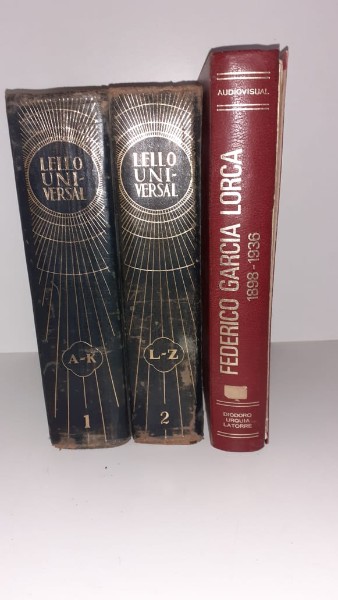 LELLO
UNI-
VERSAL
A-K
1
LELLO
UNI-
VERSAL
L-Z
2
AUDIOVISUAL
FEDERICO GARCIA LORCA
1898-1936
DIODORO
URQUIA
LATORRE